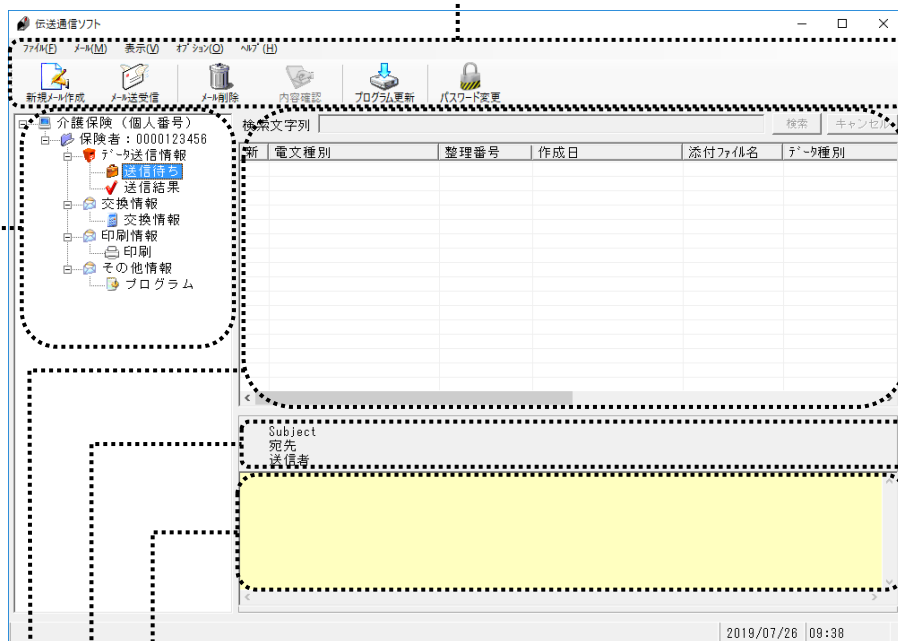 伝送通信ソフト
ファイル(F) メール(M) 表示(V) オプション(O) ヘルプ(H)
新規メール作成 メール送受信 メール削除 内容確認 プログラム更新 パスワード変更
介護保険(個人番号)
保険者:0000123456
データ送信情報
送信待ち
送信結果
交換情報
交換情報
印刷情報
印刷
その他情報
プログラム
検索文字列 検索 キャンセル
新 電文種別 整理番号 作成日 添付ファイル名 データ種別
Subject
宛先
送信者
2019/07/26 09:38